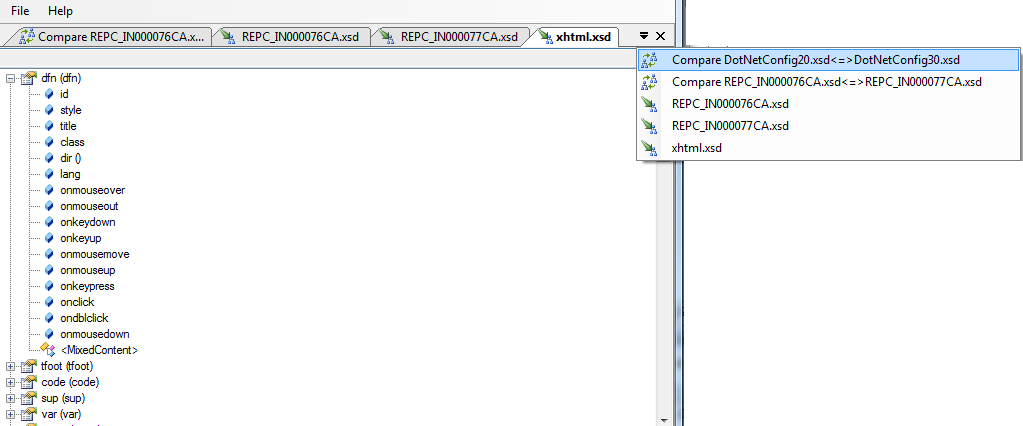 File Help
Compare REPC_IN000076CA.x... REPC_IN000076CA.xsd REPC_IN000077CA.xsd xhtml.xsd
Compare DotNetConfig20.xsd<=>DotNetConfig30.xsd
Compare REPC_IN000076CA.xsd<=>REPC_IN000077CA.xsd
REPC_IN000076CA.xsd
REPC_IN000077CA.xsd
xhtml.xsd
dfn (dfn)
id
style
title
class
dir ()
lang
onmouseover
onmouseout
onkeydown
onkeyup
onmousemove
onmouseup
onkeypress
onclick
ondblclick
onmousedown
<MixedContent>
tfoot (tfoot)
code (code)
sup (sup)
var (var)